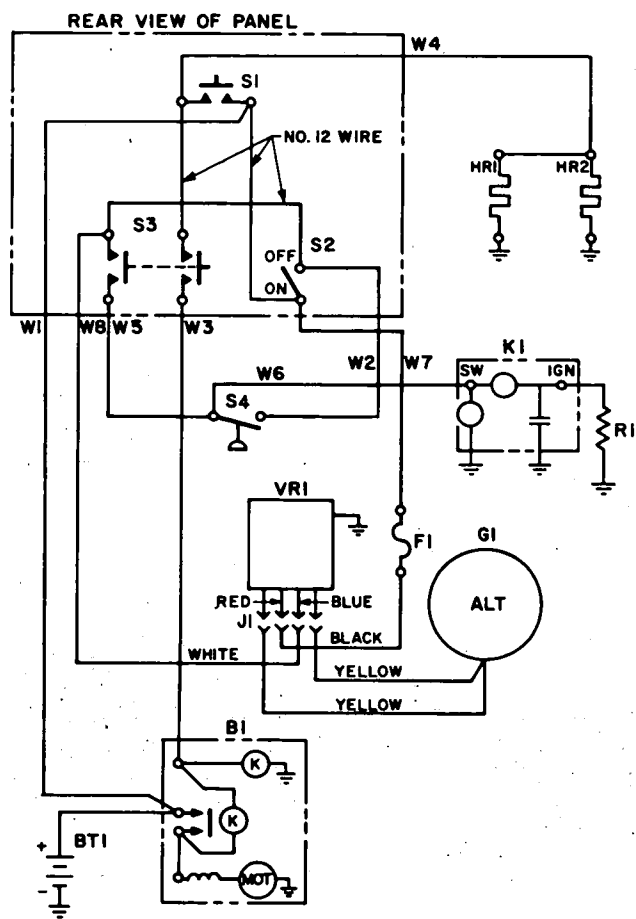 REAR VIEW OF PANEL
W4
S1
NO. 12 WIRE
HR1
HR2
S3
S2
OFF
ON
W1
W8
W5
W3
W2
W7
K1
W6
SW
IGN
S4
R1
VR1
F1
G1
RED
BLUE
ALT
J1
BLACK
WHITE
YELLOW
YELLOW
B1
K
K
+
BT1
-
MOT